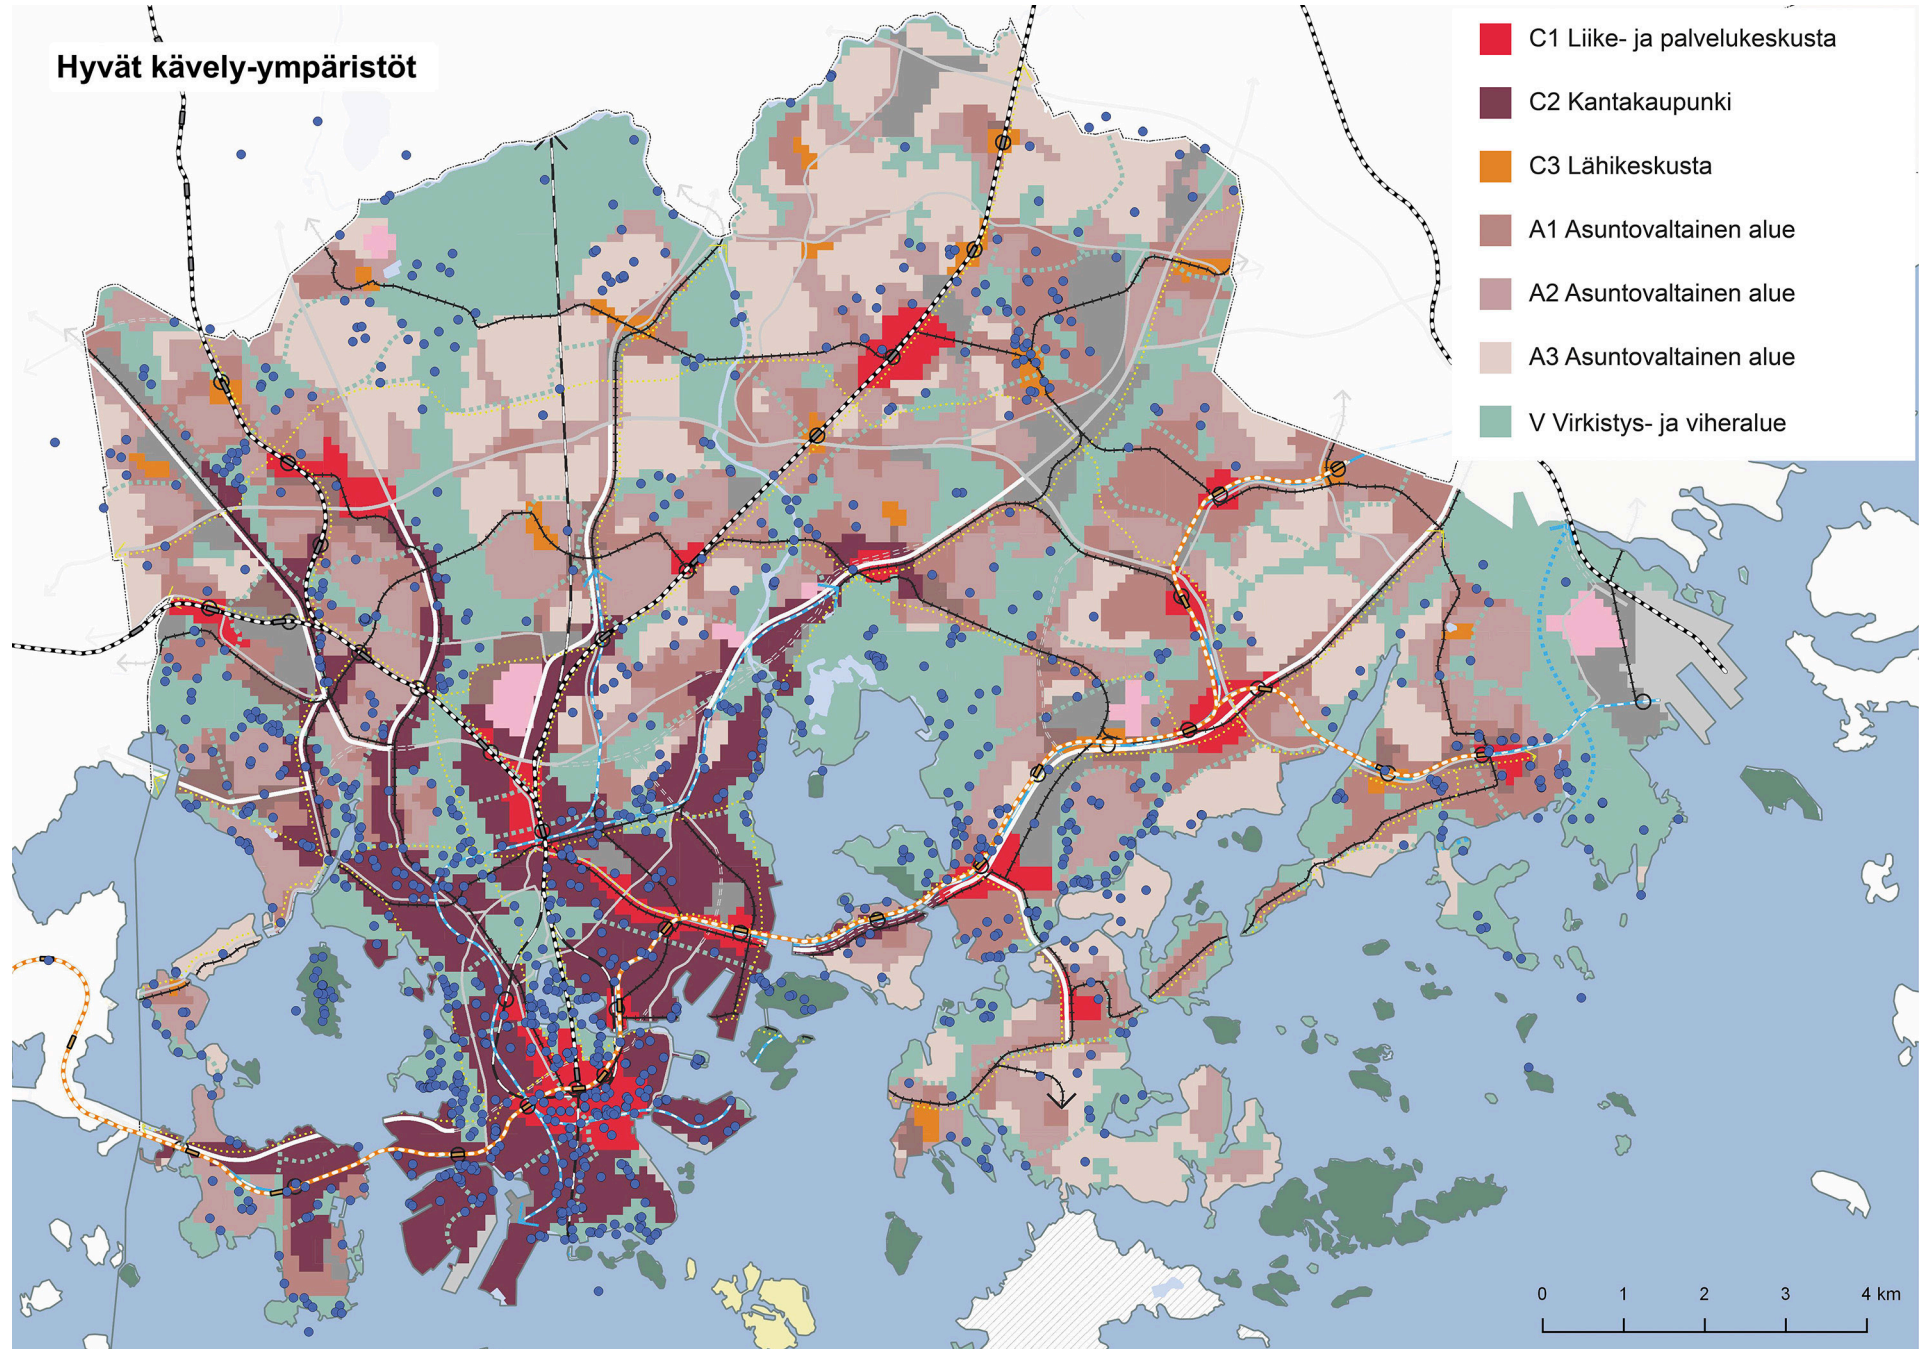 Hyvät kävely-ympäristöt
C1 Liike- ja palvelukeskusta
C2 Kantakaupunki
C3 Lähikeskusta
A1 Asuntovaltainen alue
A2 Asuntovaltainen alue
A3 Asuntovaltainen alue
V Virkistys- ja viheralue
0 1 2 3 4 km